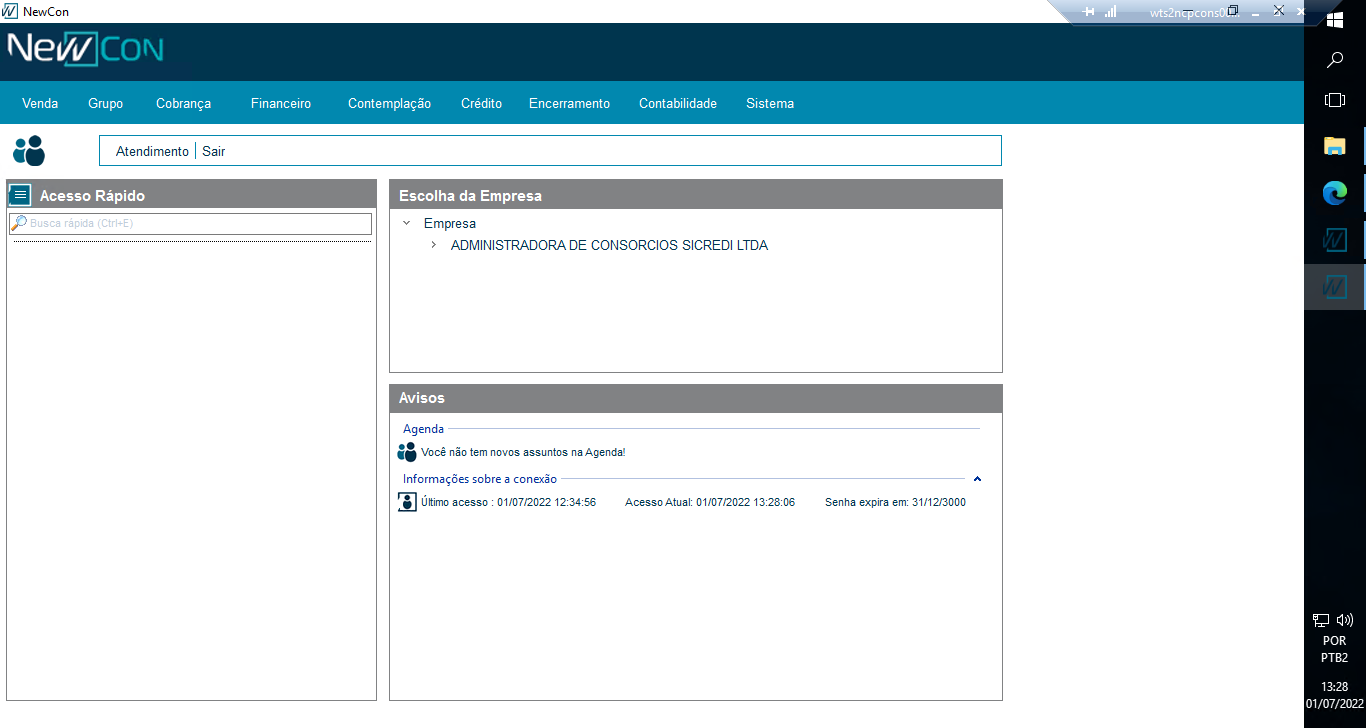 NewCon
wts2ncpcons00...
NewCon
Venda Grupo Cobrança Financeiro Contemplação Crédito Encerramento Contabilidade Sistema
Atendimento Sair
Acesso Rápido
Busca rápida (Ctrl+E)
Escolha da Empresa
Empresa
ADMINISTRADORA DE CONSORCIOS SICREDI LTDA
Avisos
Agenda
Você não tem novos assuntos na Agenda!
Informações sobre a conexão
Último acesso : 01/07/2022 12:34:56 Acesso Atual: 01/07/2022 13:28:06 Senha expira em: 31/12/3000
POR
PTB2
13:28
01/07/2022